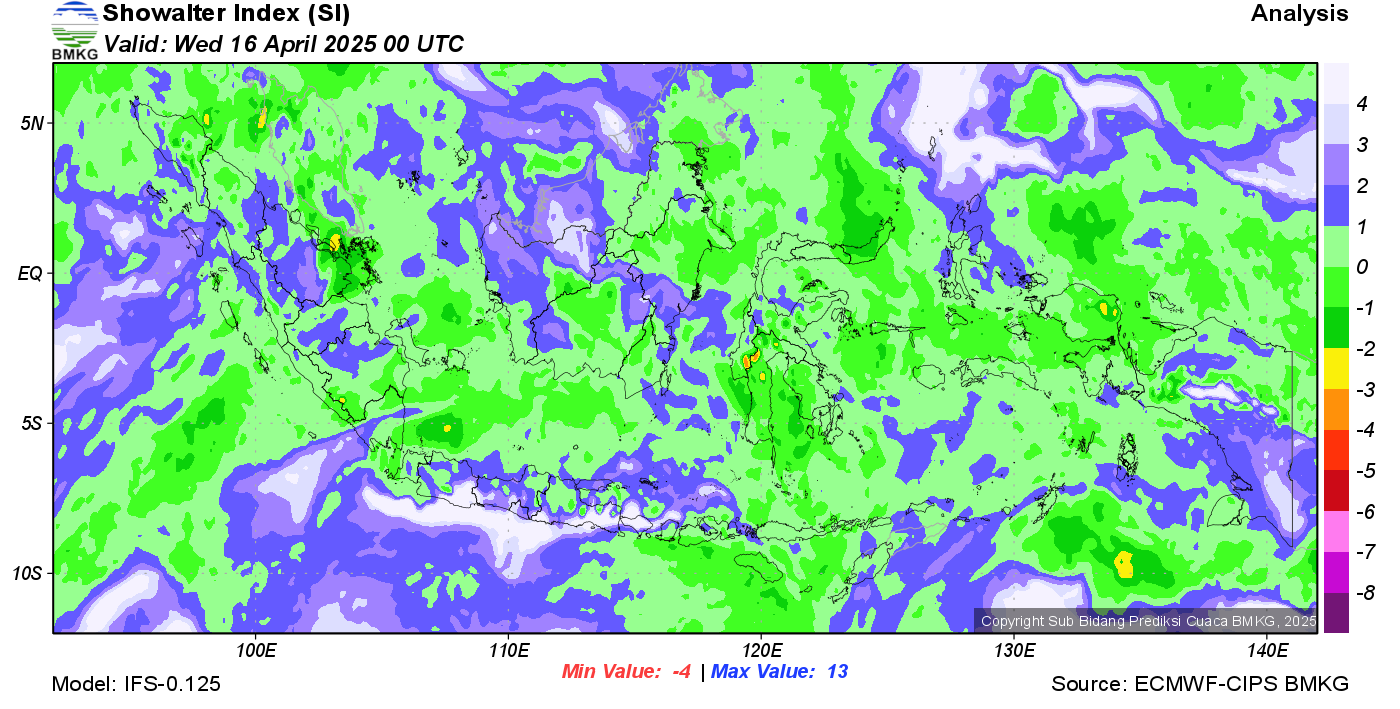 BMKG
Showalter Index (SI)
Valid: Wed 16 April 2025 00 UTC
Analysis
5N
EQ
5S
10S
100E
110E
120E
130E
140E
4
3
2
1
0
-1
-2
-3
-4
-5
-6
-7
-8
Copyright Sub Bidang Prediksi Cuaca BMKG, 2025
Min Value: -4 | Max Value: 13
Model: IFS-0.125
Source: ECMWF-CIPS BMKG